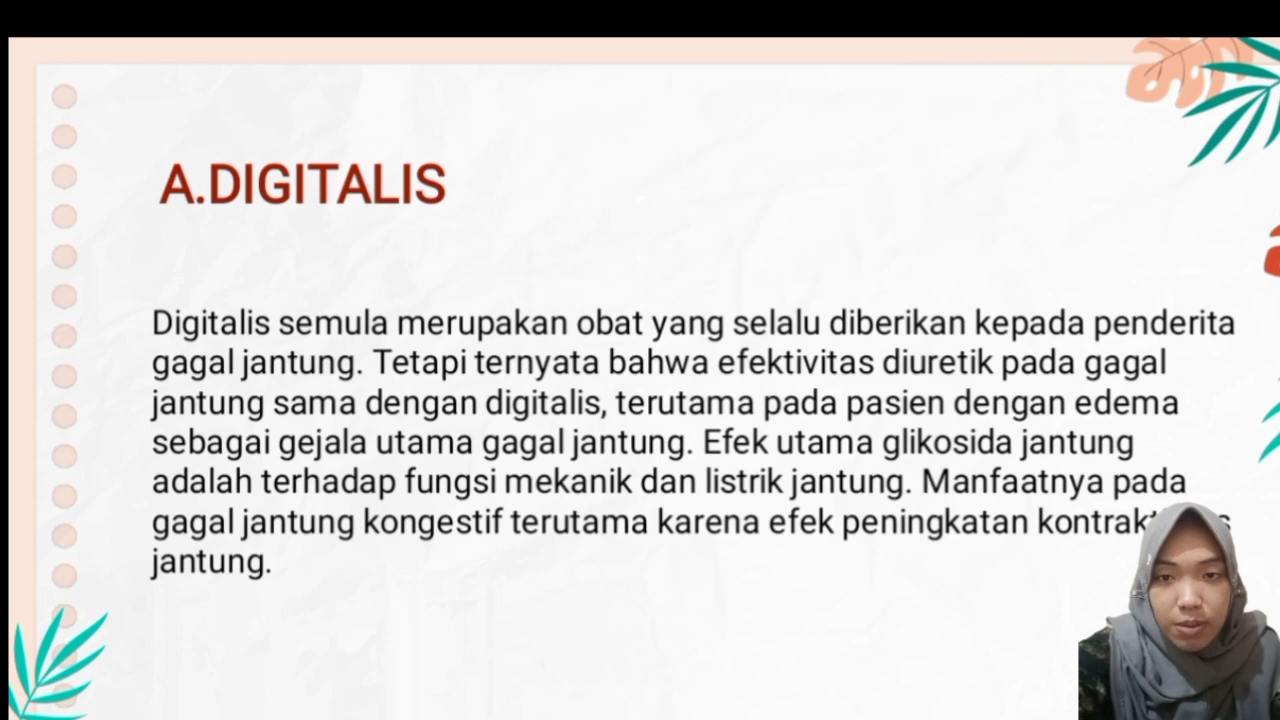 A.DIGITALIS
Digitalis semula merupakan obat yang selalu diberikan kepada penderita
gagal jantung. Tetapi ternyata bahwa efektivitas diuretik pada gagal
jantung sama dengan digitalis, terutama pada pasien dengan edema
sebagai gejala utama gagal jantung. Efek utama glikosida jantung
adalah terhadap fungsi mekanik dan listrik jantung. Manfaatnya pada
gagal jantung kongestif terutama karena efek peningkatan
jantung.